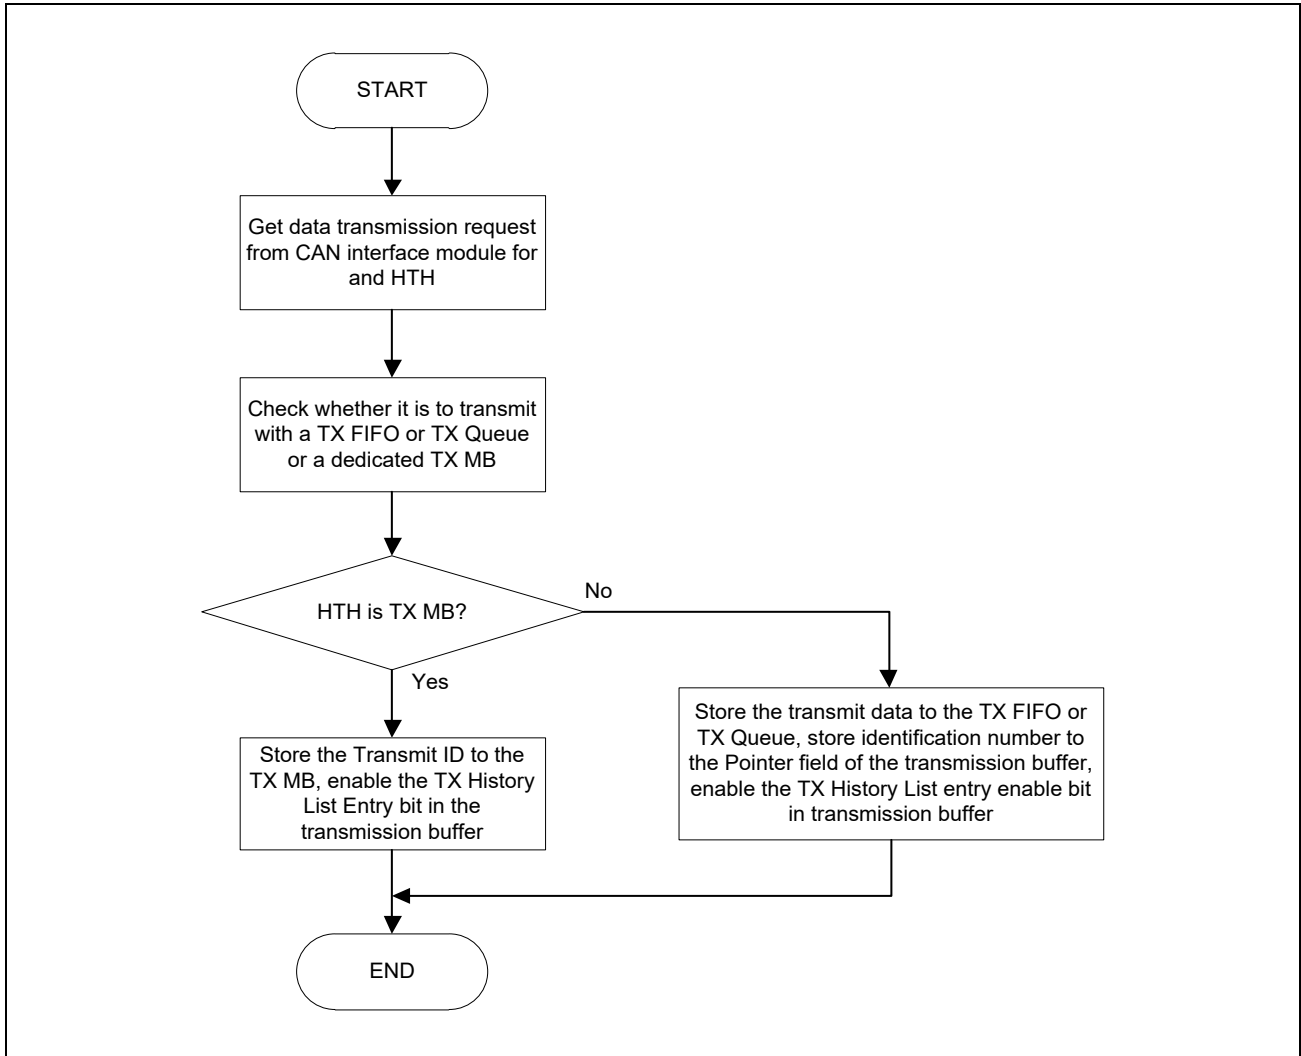 START
Get data transmission request
from CAN interface module for
and HTH
Check whether it is to transmit
with a TX FIFO or TX Queue
or a dedicated TX MB
HTH is TX MB?
No
Yes
Store the Transmit ID to the
TX MB, enable the TX History
List Entry bit in the
transmission buffer
Store the transmit data to the TX FIFO or
TX Queue, store identification number to
the Pointer field of the transmission buffer,
enable the TX History List entry enable bit
in transmission buffer
END